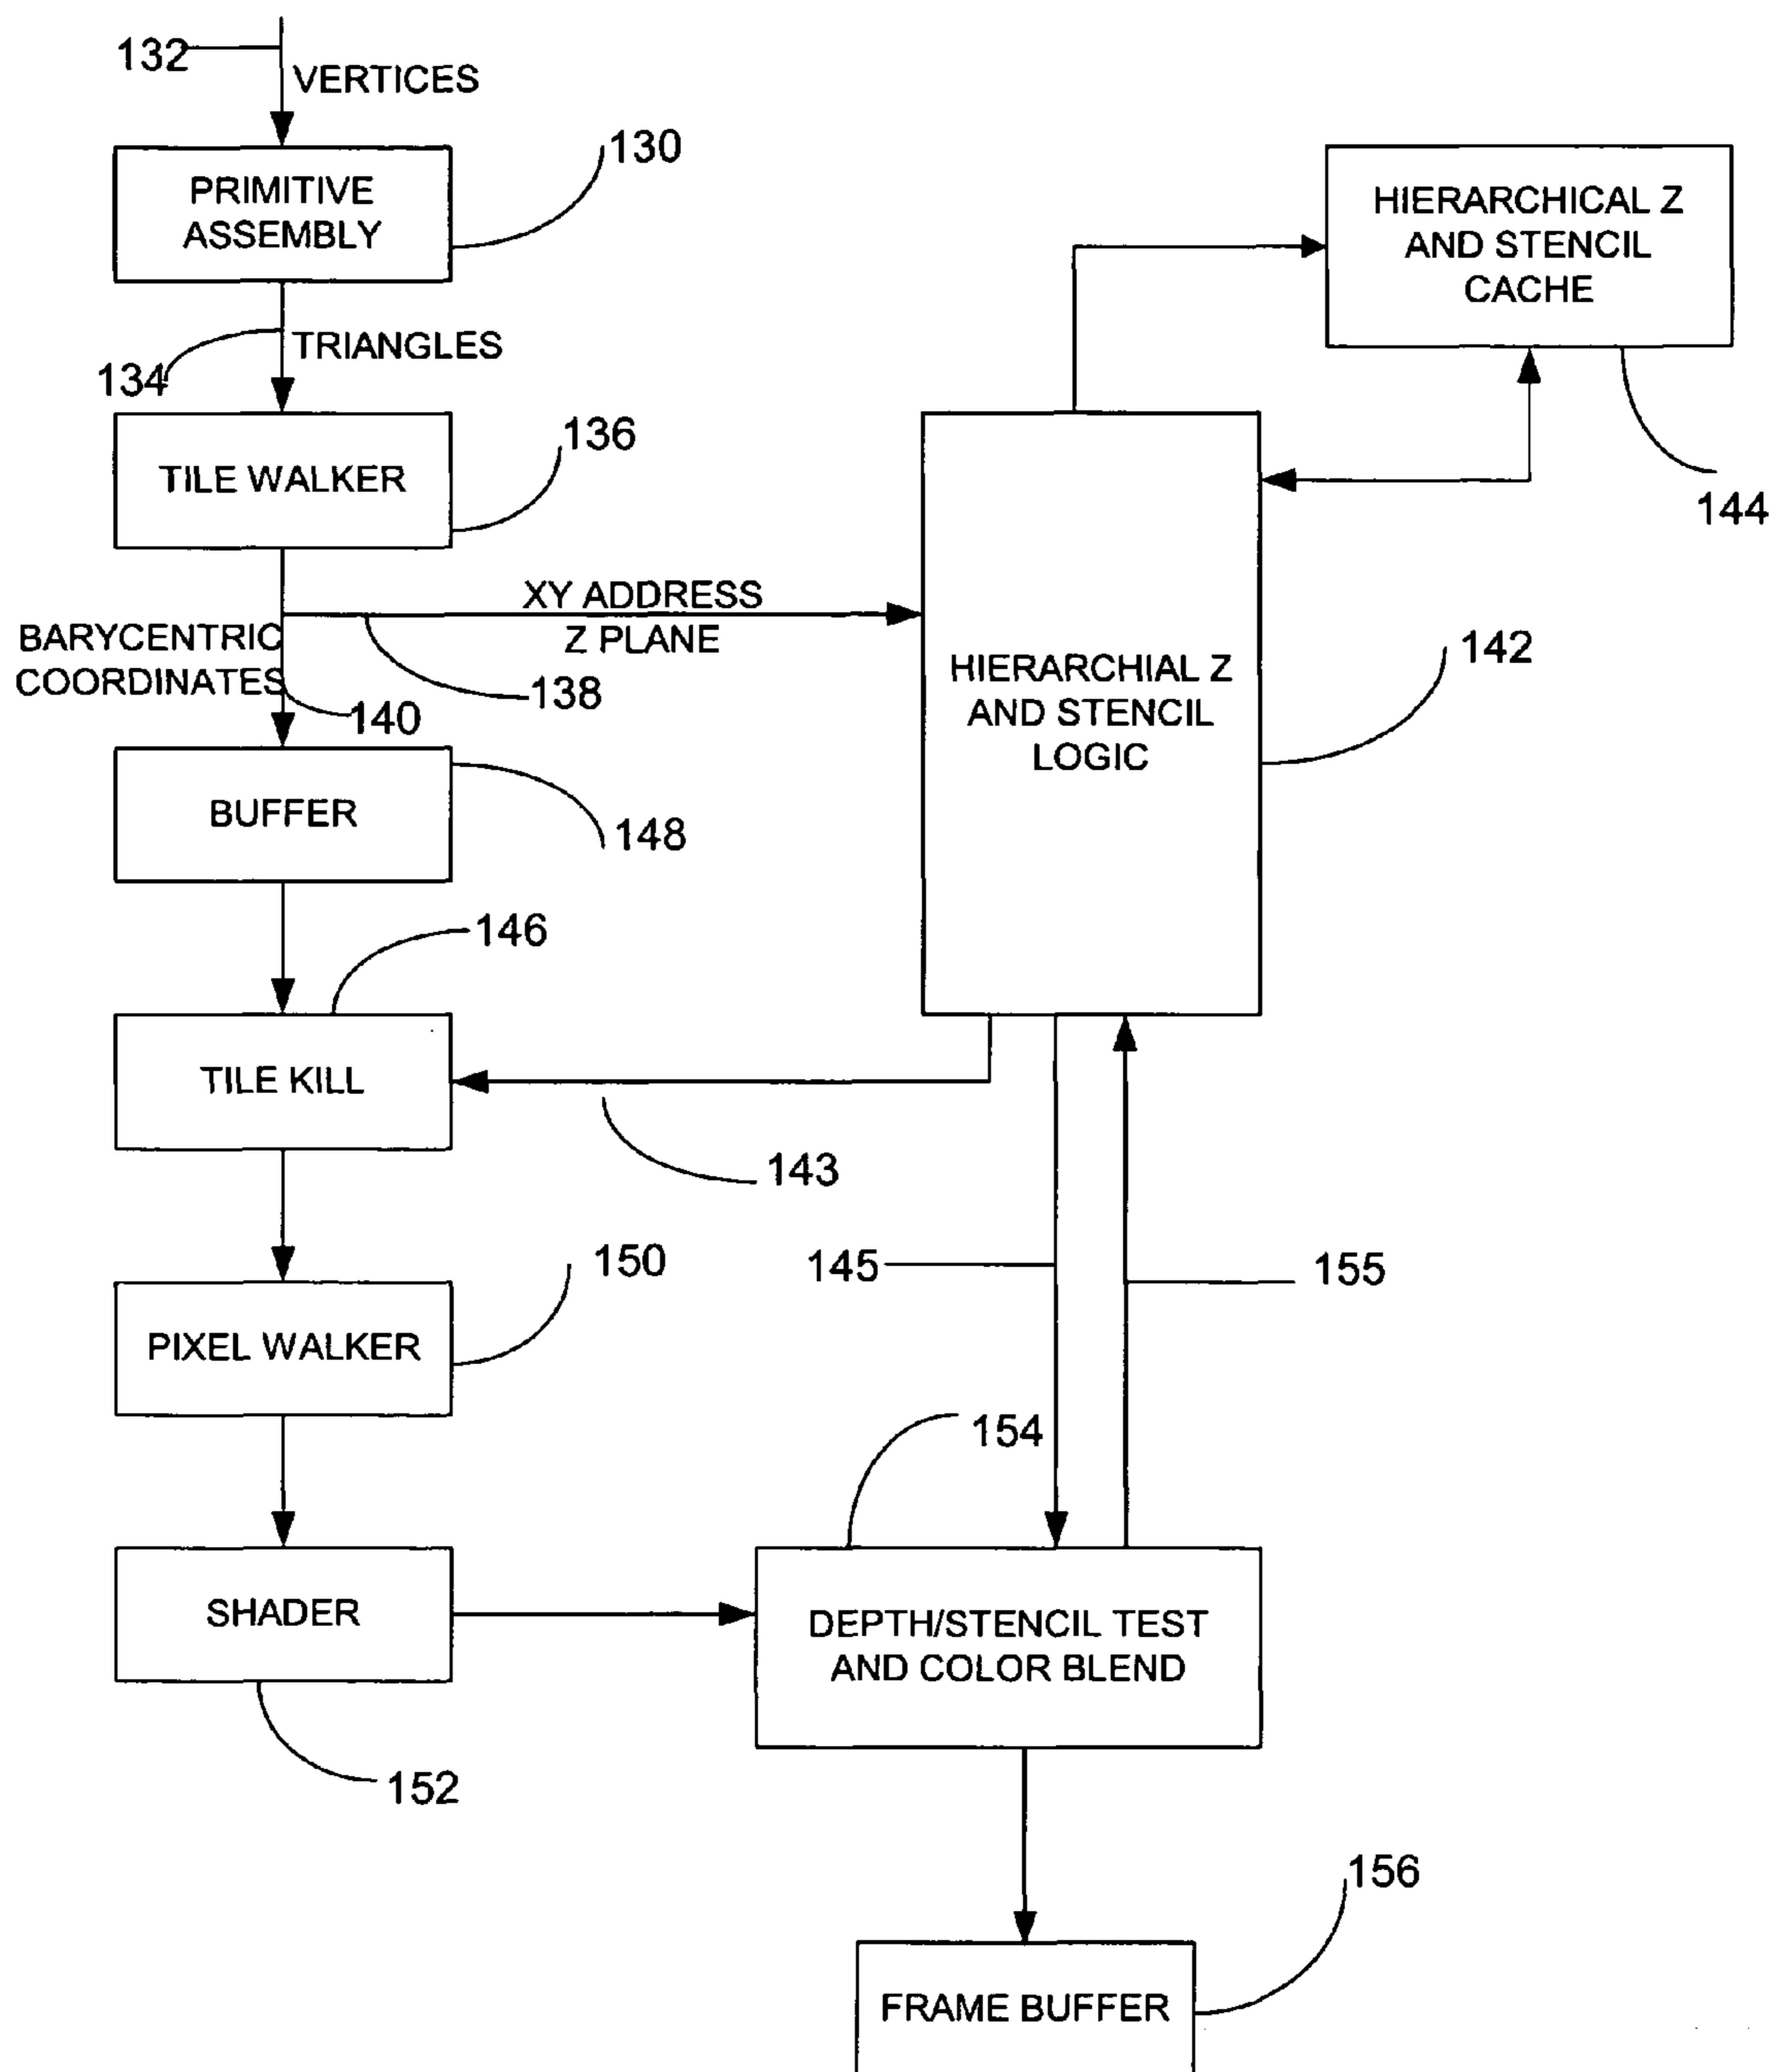 132
VERTICES
130
PRIMITIVE
ASSEMBLY
HIERARCHICAL Z
AND STENCIL
CACHE
134
TRIANGLES
136
TILE WALKER
144
XY ADDRESS
Z PLANE
BARYCENTRIC
COORDINATES
138
140
HIERARCHIAL Z
AND STENCIL
LOGIC
142
BUFFER
148
146
TILE KILL
143
150
145
155
PIXEL WALKER
154
SHADER
DEPTH/STENCIL TEST
AND COLOR BLEND
152
156
FRAME BUFFER